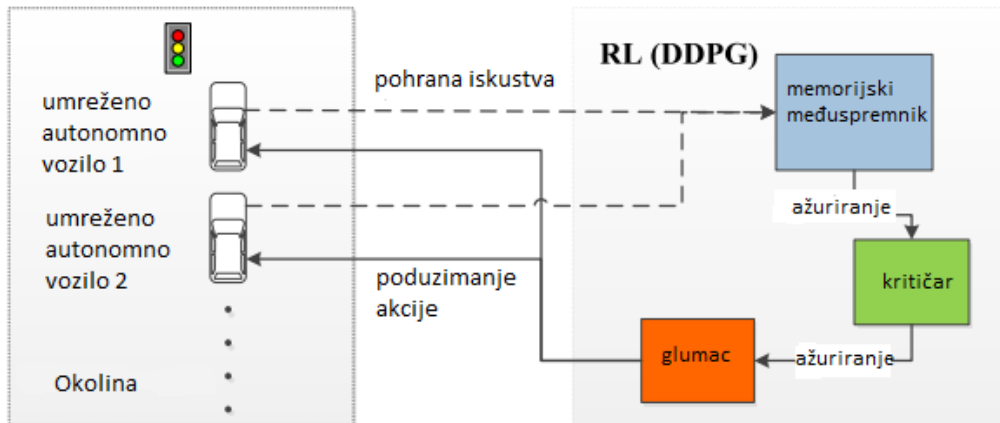 RL (DDPG)
pohrana iskustva
memorijski
međuspremnik
umreženo
autonomno
vozilo 1
ažuriranje
umreženo
autonomno
vozilo 2
poduzimanje
akcije
kritičar
glumac
ažuriranje
Okolina